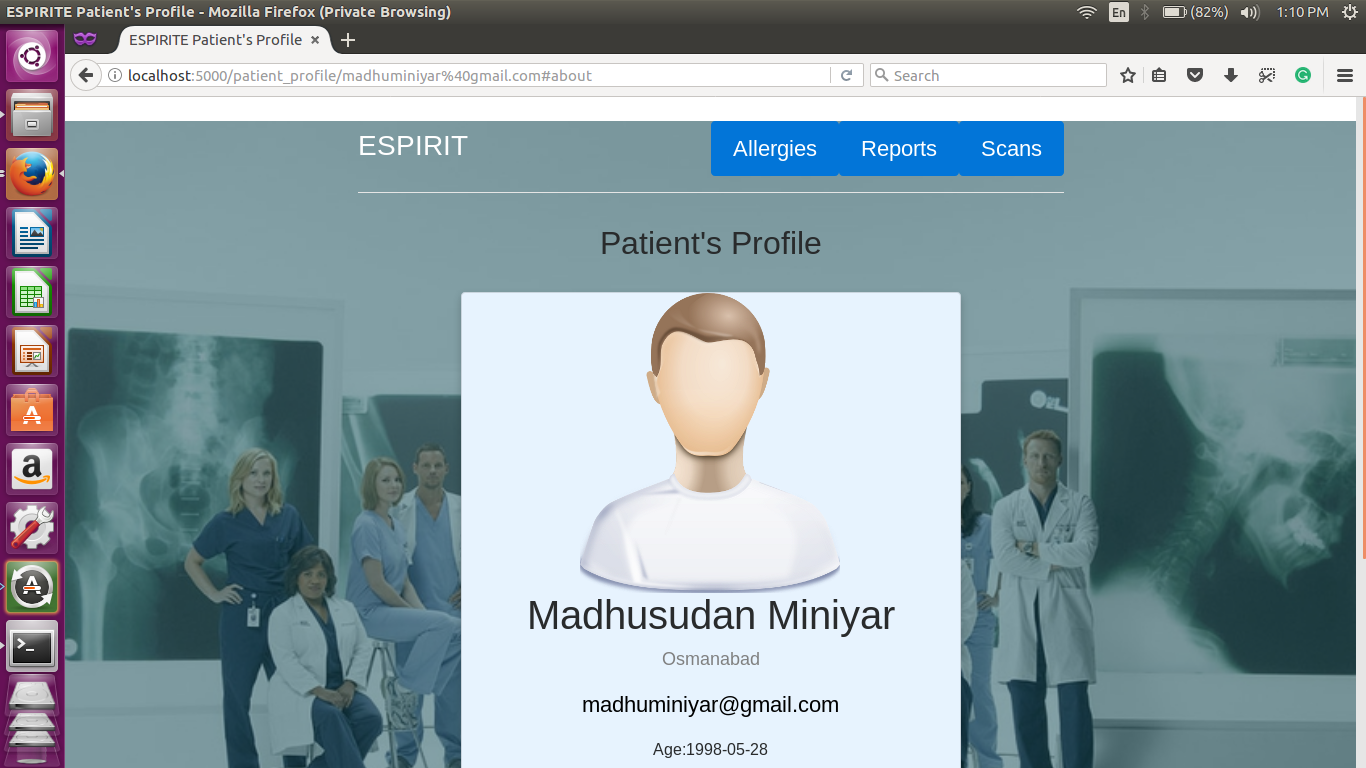 ESPIRITE Patient's Profile - Mozilla Firefox (Private Browsing)
En
(82%)
1:10 PM
ESPIRITE Patient's Profile
localhost:5000/patient_profile/madhuminiyar%40gmail.com#about
Search
ESPIRIT
Allergies
Reports
Scans
Patient's Profile
Madhusudan Miniyar
Osmanabad
madhuminiyar@gmail.com
Age:1998-05-28